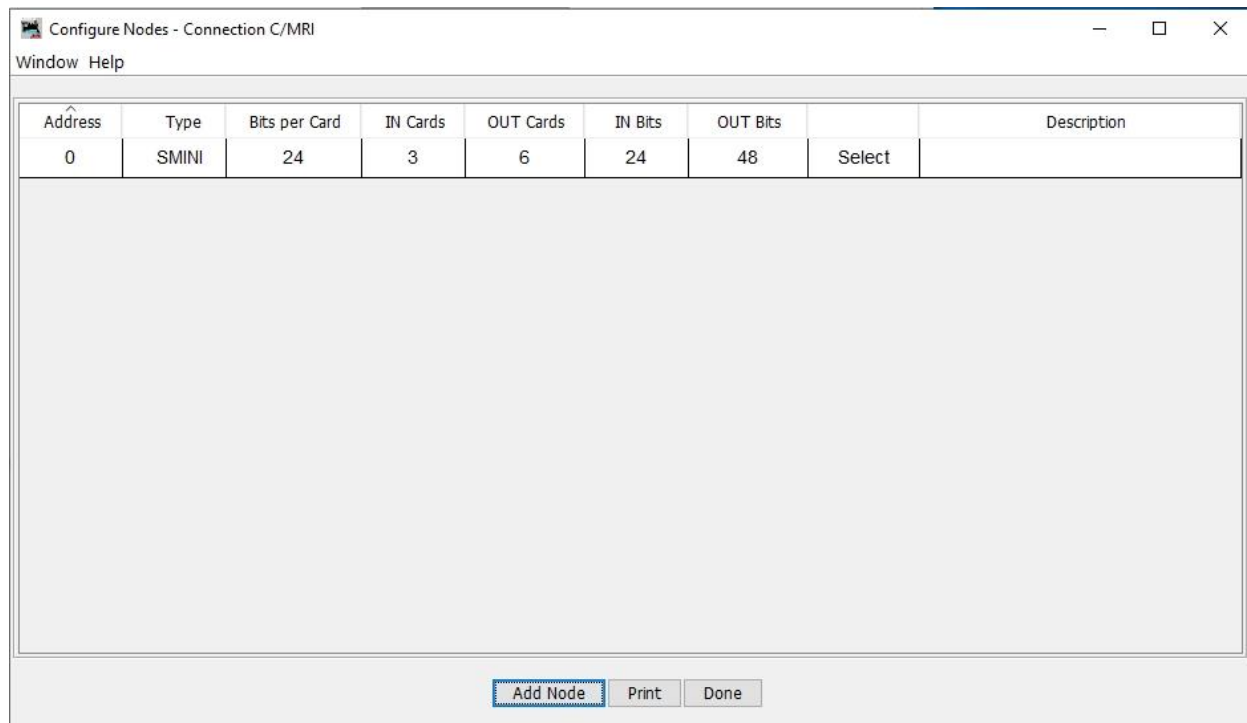 Configure Nodes - Connection C/MRI
Window Help
Address Type Bits per Card IN Cards OUT Cards IN Bits OUT Bits Description
0 SMINI 24 3 6 24 48 Select
Add Node Print Done